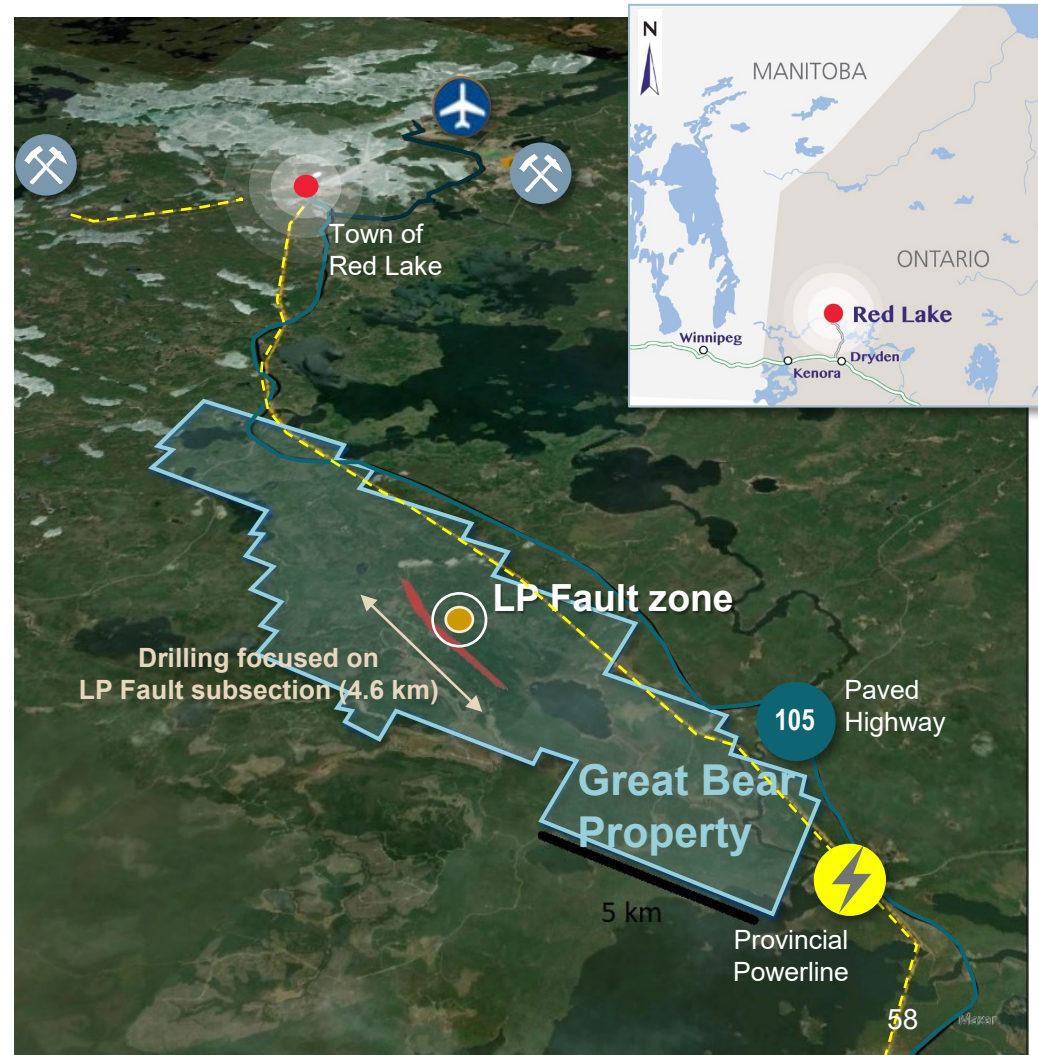 N
MANITOBA
ONTARIO
Red Lake
Winnipeg
Kenora
Dryden
Town of
Red Lake
LP Fault zone
Drilling focused on
LP Fault subsection (4.6 km)
105
Paved
Highway
Great Bear
Property
5 km
Provincial
Powerline
58
Maxar